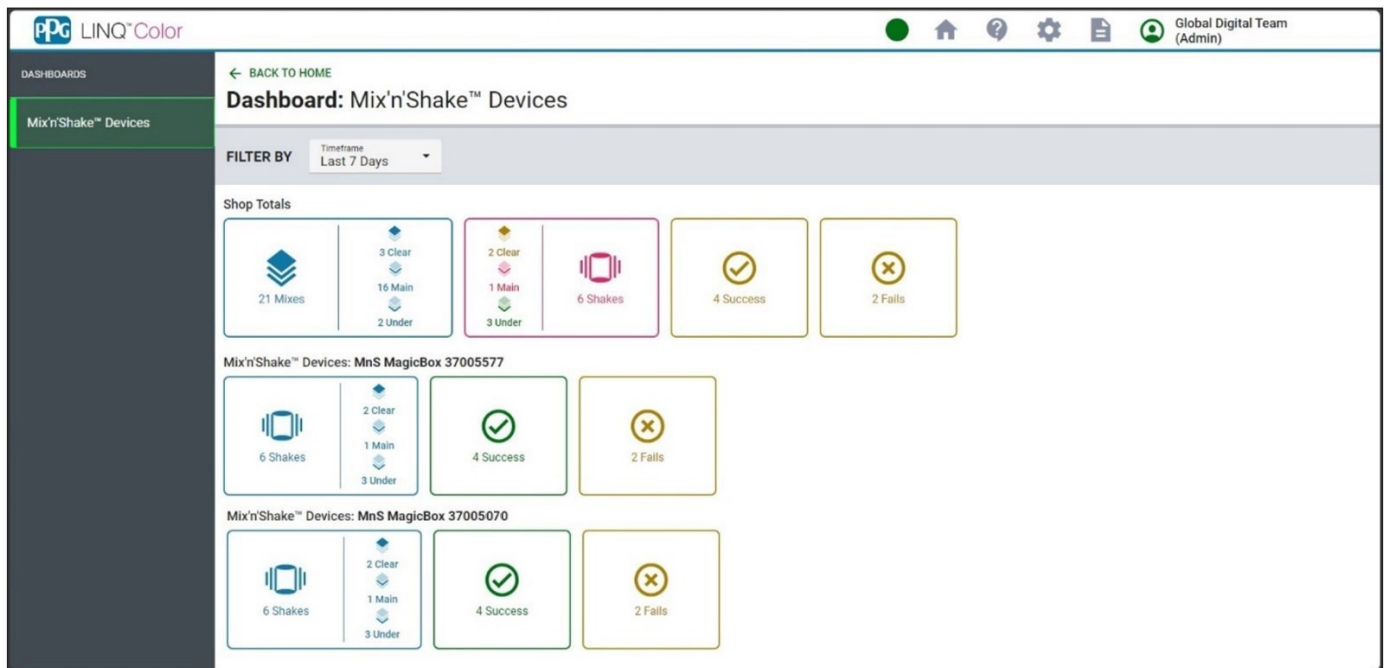 PPG LINQ™Color
Global Digital Team
(Admin)
DASHBOARDS
Mix'n'Shake™ Devices
← BACK TO HOME
Dashboard: Mix'n'Shake™ Devices
FILTER BY
Timeframe
Last 7 Days
Shop Totals
21 Mixes
3 Clear
16 Main
2 Under
2 Clear
1 Main
3 Under
6 Shakes
4 Success
2 Fails
Mix'n'Shake™ Devices: MnS MagicBox 37005577
6 Shakes
2 Clear
1 Main
3 Under
4 Success
2 Fails
Mix'n'Shake™ Devices: MnS MagicBox 37005070
6 Shakes
2 Clear
1 Main
3 Under
4 Success
2 Fails